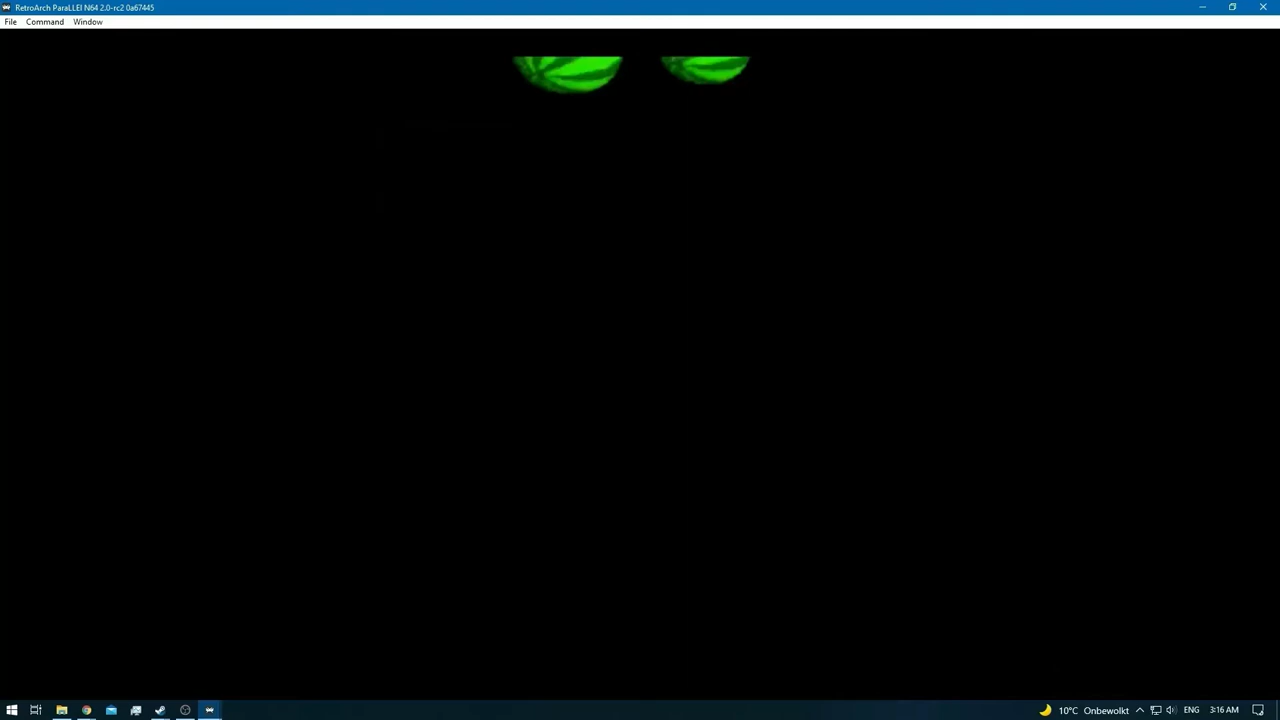 RetroArch ParaLLEl N64 2.0-rc2 0a67445
File Command Window
10°C Onbewolkt ENG 3:16 AM